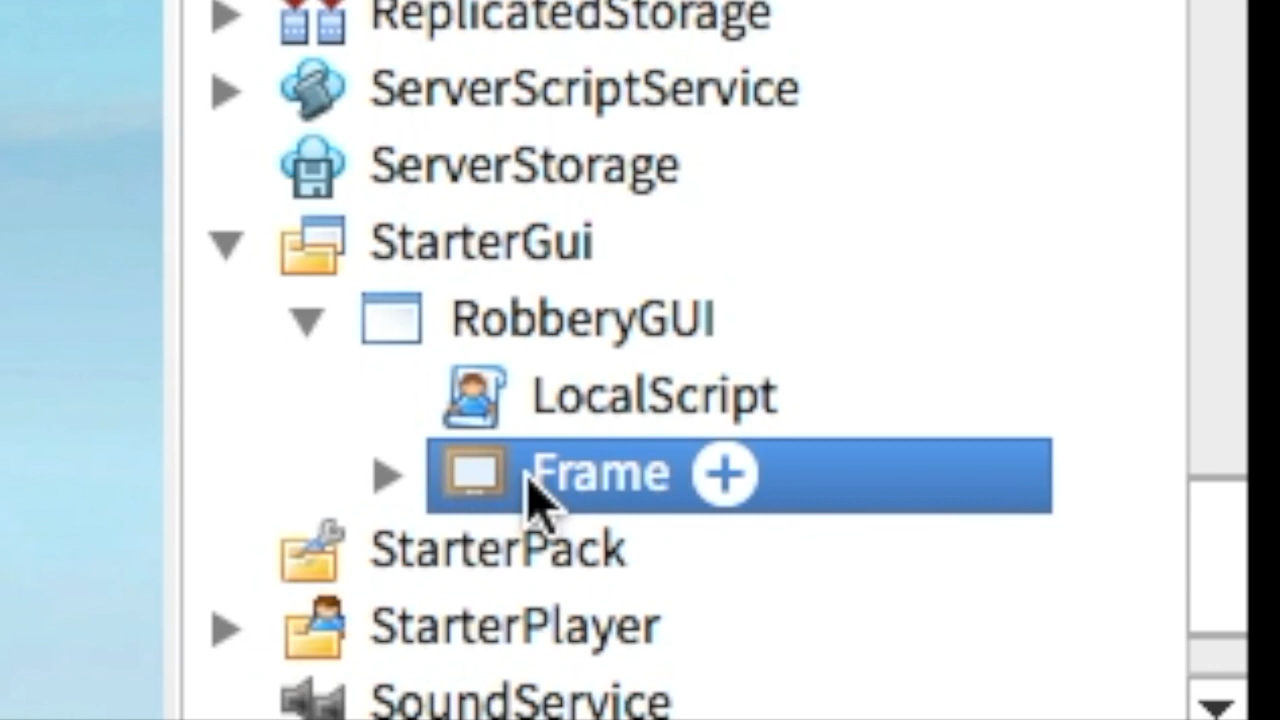 ReplicatedStorage
ServerScriptService
ServerStorage
StarterGui
RobberyGUI
LocalScript
Frame
StarterPack
StarterPlayer
SoundService